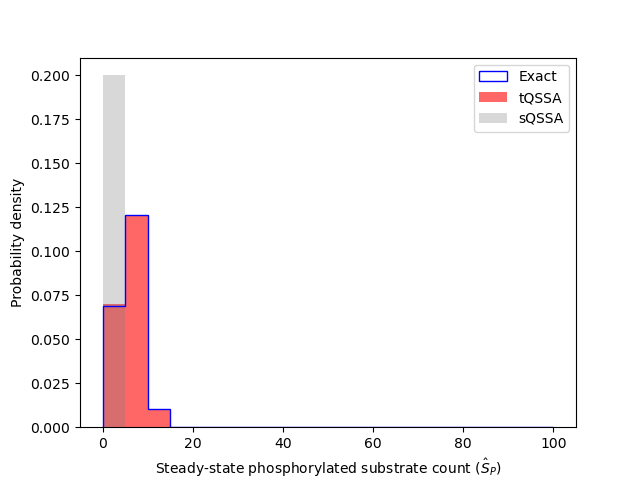 Exact
tQSSA
sQSSA
0.200
0.175
0.150
0.125
0.100
0.075
0.050
0.025
0.000
Probability density
0 20 40 60 80 100
Steady-state phosphorylated substrate count (Ŝ_P)